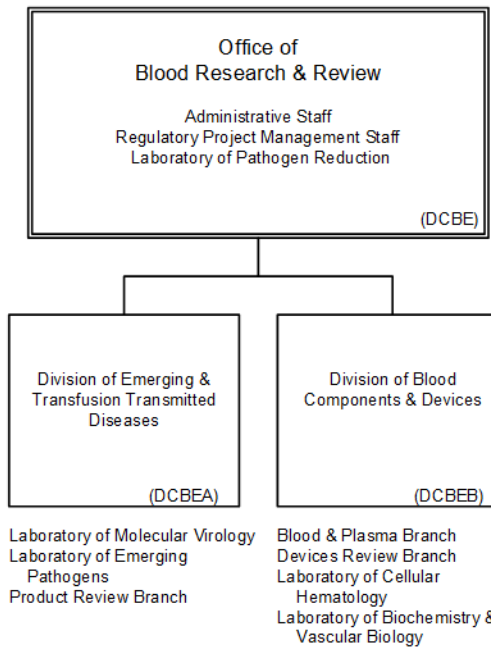 Office of
Blood Research & Review
Administrative Staff
Regulatory Project Management Staff
Laboratory of Pathogen Reduction
(DCBE)
Division of Emerging &
Transfusion Transmitted
Diseases
(DCBEA)
Division of Blood
Components & Devices
(DCBEB)
Laboratory of Molecular Virology
Laboratory of Emerging
Pathogens
Product Review Branch
Blood & Plasma Branch
Devices Review Branch
Laboratory of Cellular
Hematology
Laboratory of Biochemistry &
Vascular Biology